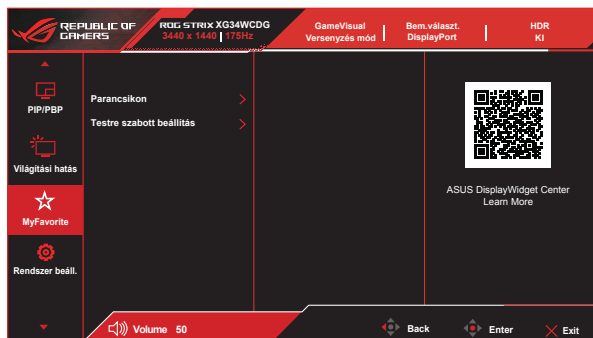 REPUBLIC OF
GAMERS
ROG STRIX XG34WCDG
3440 x 1440 | 175Hz
GameVisual
Versenyzés mód
Bem.választ.
DisplayPort
HDR
KI
PIP/PBP
Világítási hatás
MyFavorite
Rendszer beáll.
Parancsikon
Testre szabott beállítás
ASUS DisplayWidget Center
Learn More
Volume 50
Back
Enter
Exit